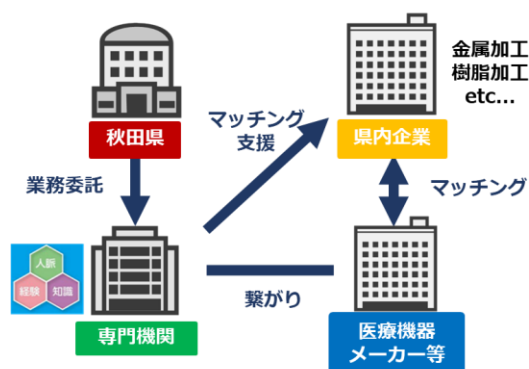 秋田県
業務委託
人脈
経験
知識
専門機関
マッチング
支援
繋がり
県内企業
金属加工
樹脂加工
etc...
マッチング
医療機器
メーカー等